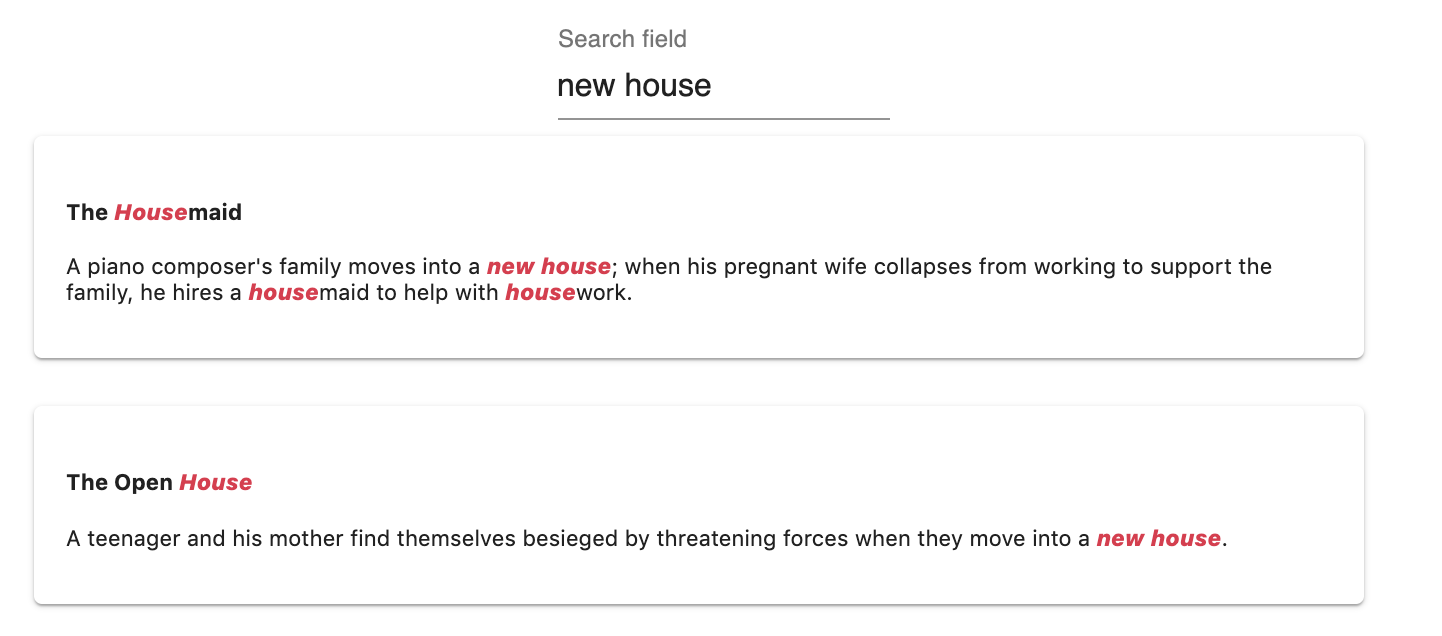 Search field
new house
The Housemaid
A piano composer's family moves into a new house; when his pregnant wife collapses from working to support the
family, he hires a housemaid to help with housework.
The Open House
A teenager and his mother find themselves besieged by threatening forces when they move into a new house.